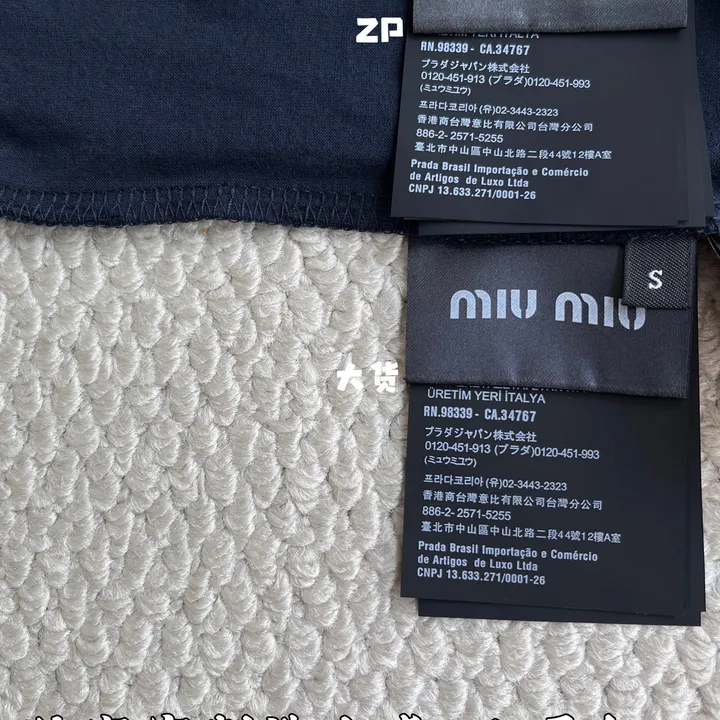 ZP
RN.98339 - CA.34767
プラダジャパン株式会社
0120-451-913 (プラダ)0120-451-993
(ミュウミュウ)
프라다코리아 (유)02-3443-2323
香港商台灣意比有限公司台灣分公司
886-2- 2571-5255
臺北市中山區中山北路二段44號12樓A室
Prada Brasil Importação e Comércio
de Artigos de Luxo Ltda
CNPJ 13.633.271/0001-26
S
miu miu
大货
ÜRETİM YERİ İTALYA
RN.98339 - CA.34767
プラダジャパン株式会社
0120-451-913 (プラダ)0120-451-993
(ミュウミュウ)
프라다코리아 (유)02-3443-2323
香港商台灣意比有限公司台灣分公司
886-2- 2571-5255
臺北市中山區中山北路二段44號12樓A室
Prada Brasil Importação e Comércio
de Artigos de Luxo Ltda
CNPJ 13.633.271/0001-26